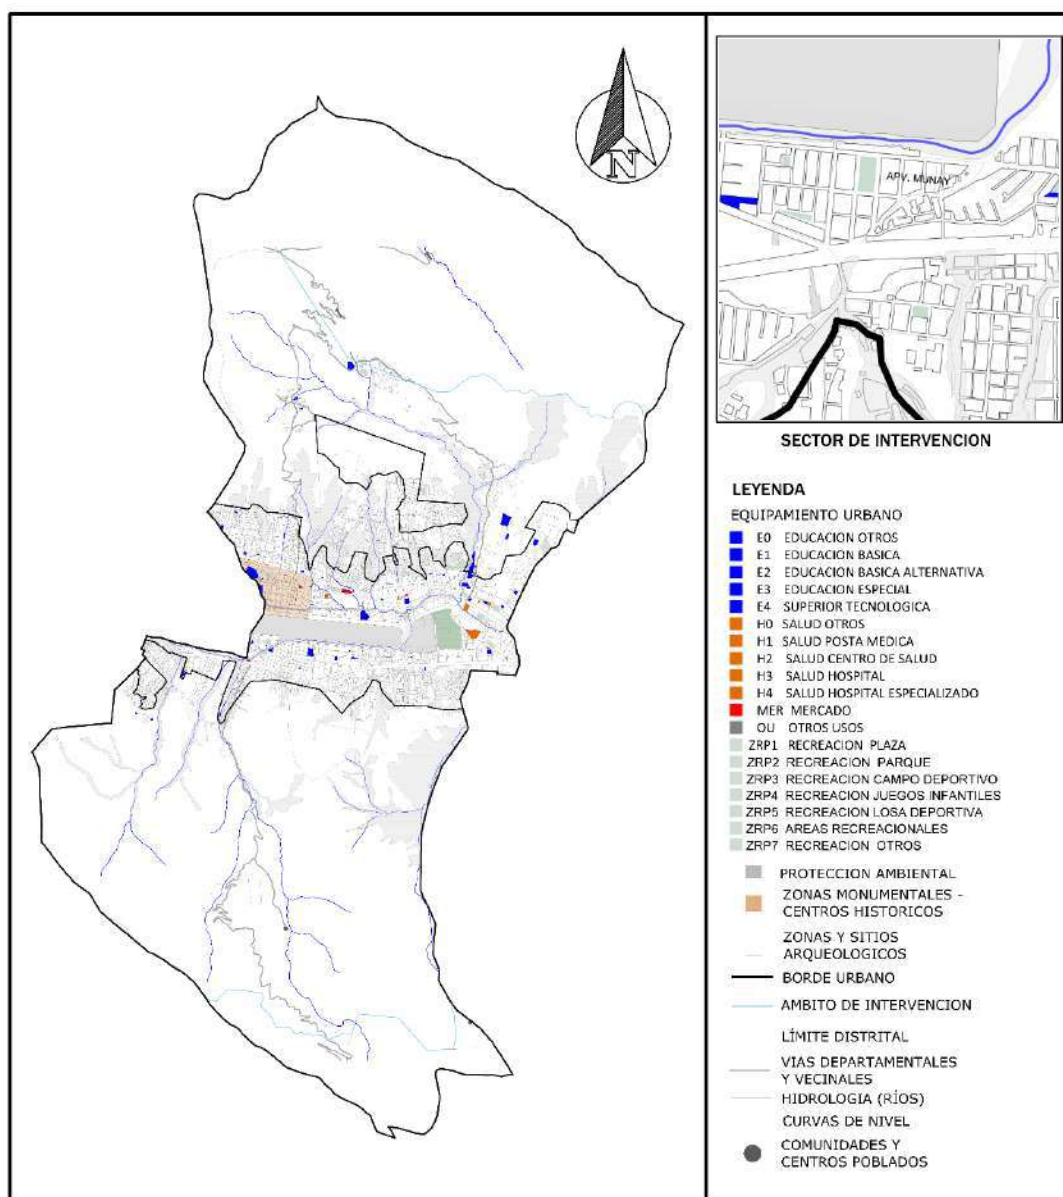 N
APV. MUNAY
SECTOR DE INTERVENCION
LEYENDA
EQUIPAMIENTO URBANO
E0 EDUCACION OTROS
E1 EDUCACION BASICA
E2 EDUCACION BASICA ALTERNATIVA
E3 EDUCACION ESPECIAL
E4 SUPERIOR TECNOLOGICA
H0 SALUD OTROS
H1 SALUD POSTA MEDICA
H2 SALUD CENTRO DE SALUD
H3 SALUD HOSPITAL
H4 SALUD HOSPITAL ESPECIALIZADO
MER MERCADO
OU OTROS USOS
ZRP1 RECREACION PLAZA
ZRP2 RECREACION PARQUE
ZRP3 RECREACION CAMPO DEPORTIVO
ZRP4 RECREACION JUEGOS INFANTILES
ZRP5 RECREACION LOSA DEPORTIVA
ZRP6 AREAS RECREACIONALES
ZRP7 RECREACION OTROS
PROTECCION AMBIENTAL
ZONAS MONUMENTALES -
CENTROS HISTORICOS
ZONAS Y SITIOS
ARQUEOLOGICOS
BORDE URBANO
AMBITO DE INTERVENCION
LÍMITE DISTRITAL
VIAS DEPARTAMENTALES
Y VECINALES
HIDROLOGIA (RÍOS)
CURVAS DE NIVEL
COMUNIDADES Y
CENTROS POBLADOS